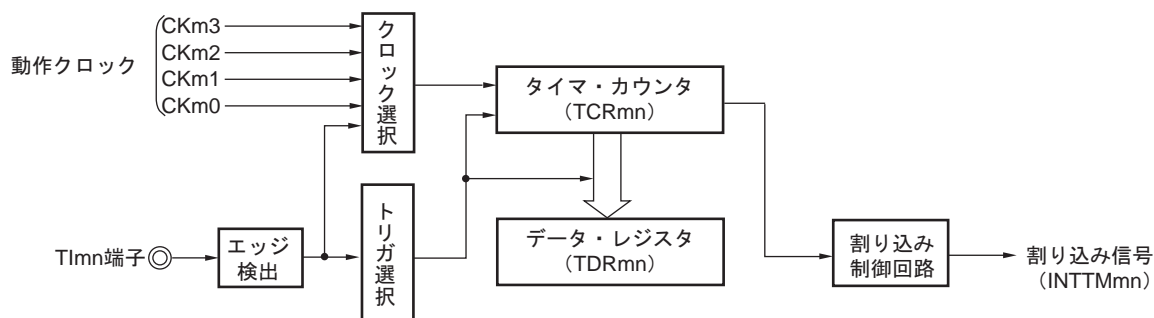 CKm3
CKm2
動作クロック
CKm1
CKm0
クロック選択
タイマ・カウンタ
(TCRmn)
トリガ選択
データ・レジスタ
(TDRmn)
TImn端子
エッジ
検出
割り込み
制御回路
割り込み信号
(INTTMmn)